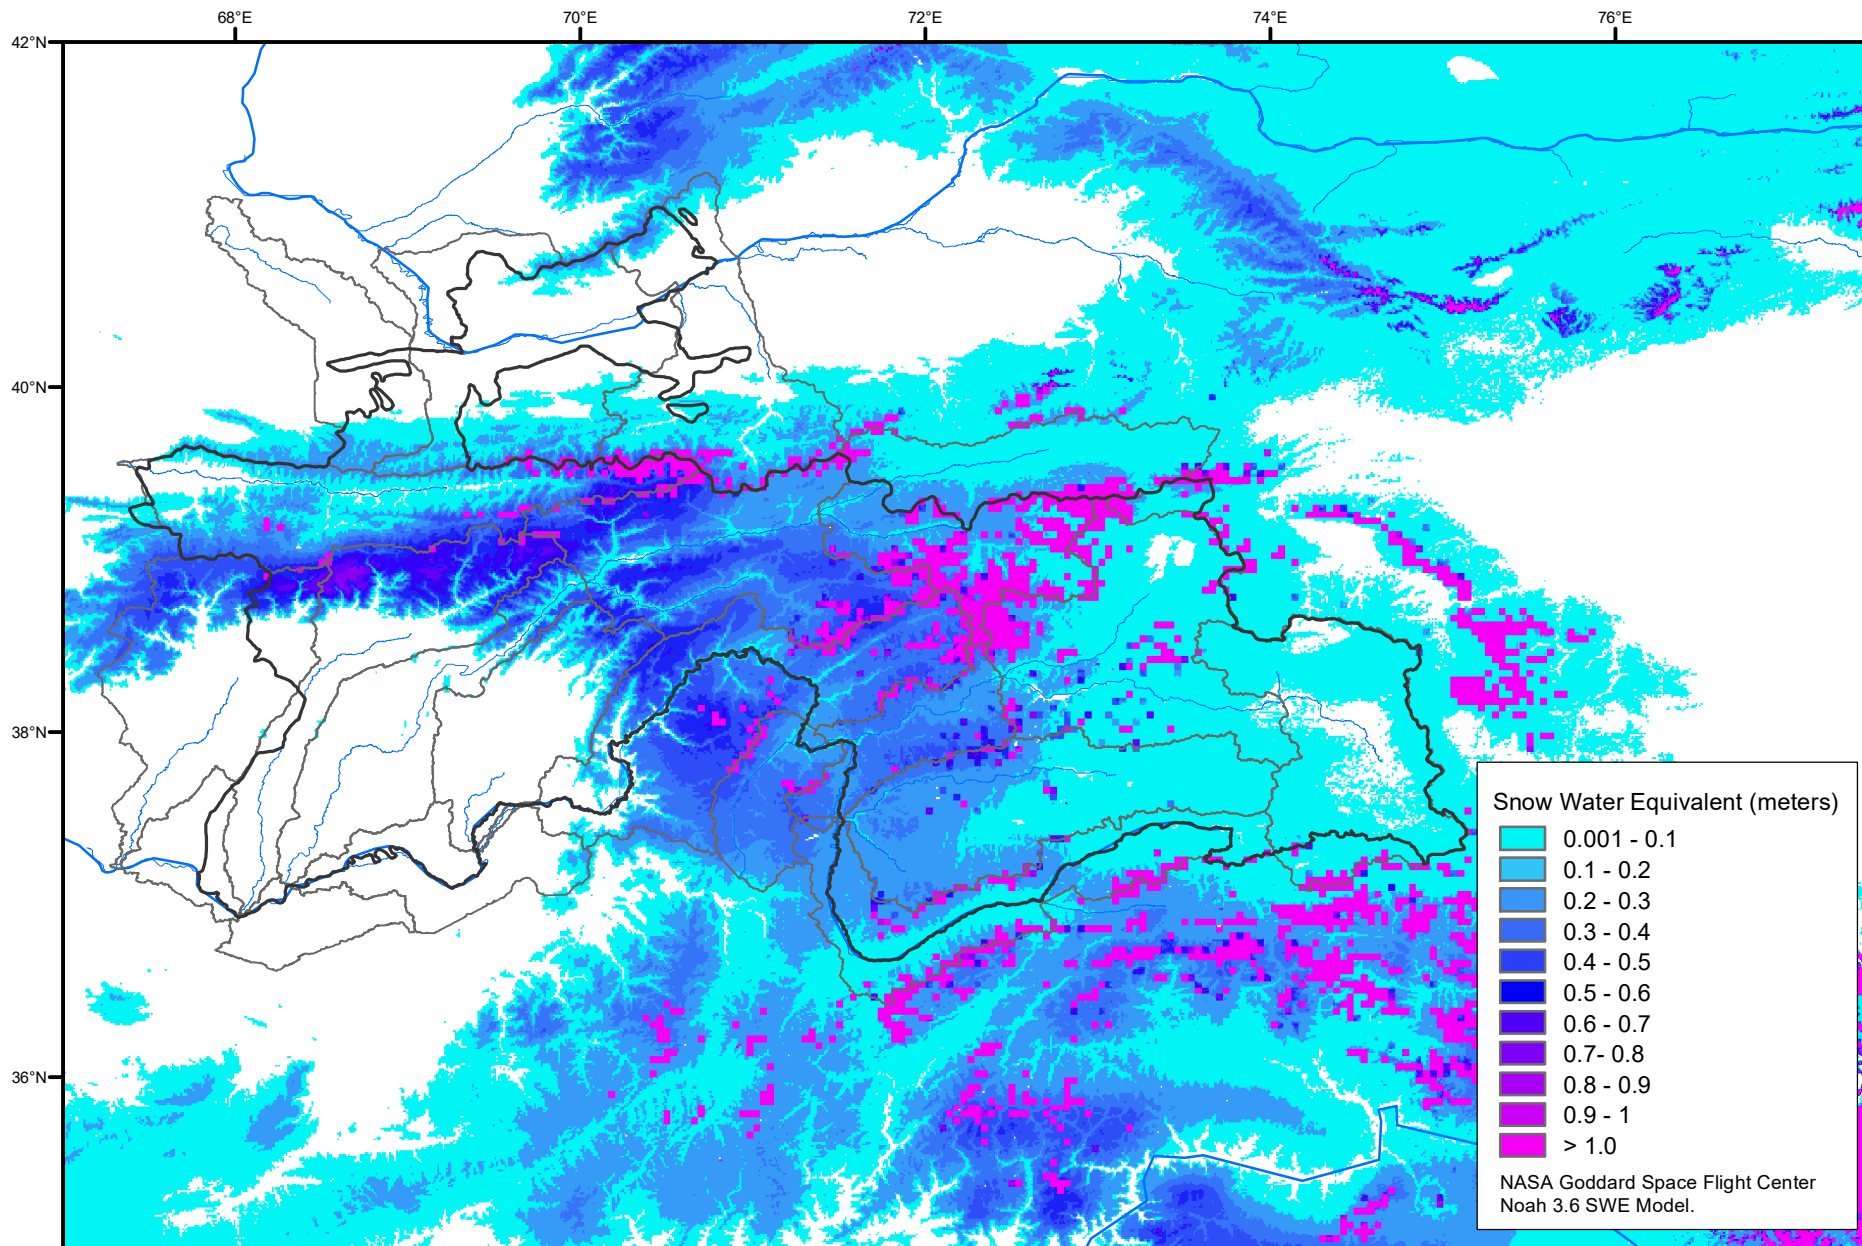 68°E 70°E 72°E 74°E 76°E
42°N
40°N
38°N
36°N
Snow Water Equivalent (meters)
0.001 - 0.1
0.1 - 0.2
0.2 - 0.3
0.3 - 0.4
0.4 - 0.5
0.5 - 0.6
0.6 - 0.7
0.7- 0.8
0.8 - 0.9
0.9 - 1
> 1.0
NASA Goddard Space Flight Center
Noah 3.6 SWE Model.